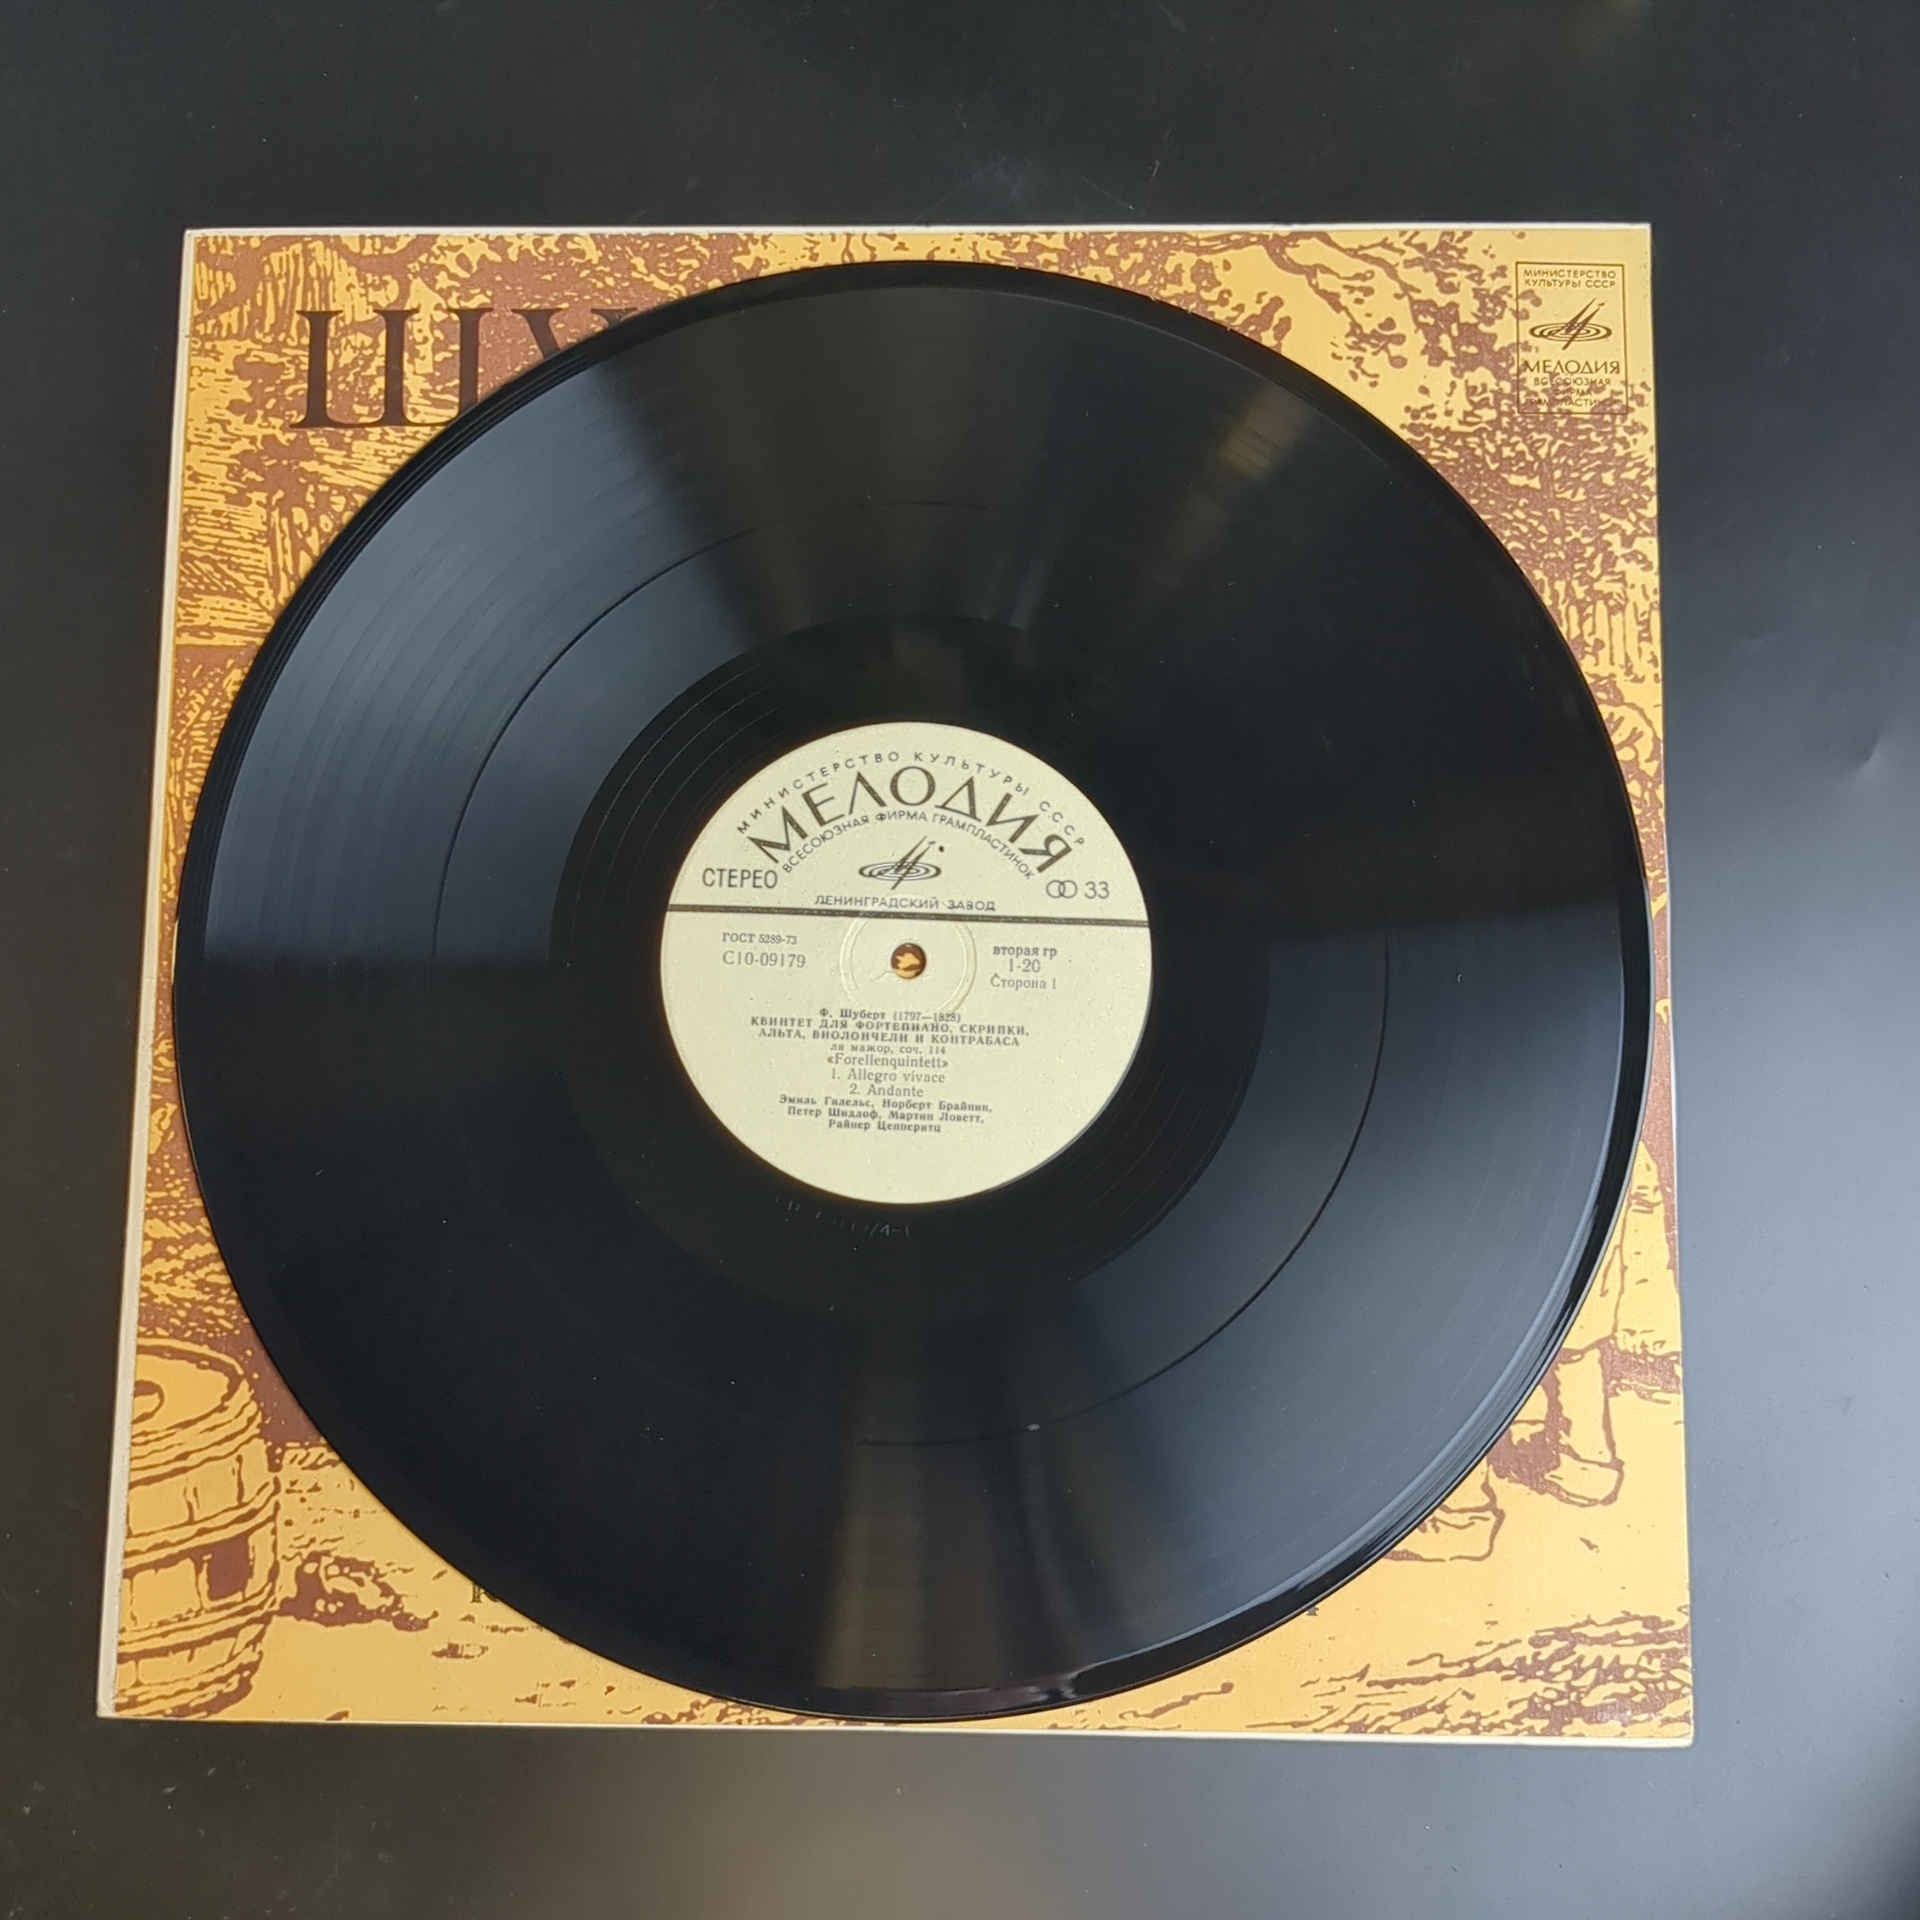 ШУ
МИНИСТЕРСТВО
КУЛЬТУРЫ СССР
МЕЛОДИЯ
ВСЕСОЮЗНАЯ
ФИРМА
ГРАМПЛАСТИНОК
МИНИСТЕРСТВО КУЛЬТУРЫ СССР
МЕЛОДИЯ
ВСЕСОЮЗНАЯ ФИРМА ГРАМПЛАСТИНОК
СТЕРЕО
33
ЛЕНИНГРАДСКИЙ ЗАВОД
ГОСТ 5289-73
С10-09179
вторая гр
1-20
Сторона 1
Ф. Шуберт (1797—1828)
КВИНТЕТ ДЛЯ ФОРТЕПИАНО, СКРИПКИ,
АЛЬТА, ВИОЛОНЧЕЛИ И КОНТРАБАСА
ля мажор, соч. 114
«Forellenquintett»
1. Allegro vivace
2. Andante
Эмиль Гилельс, Норберт Брайнин,
Петер Шидлоф, Мартин Ловетт,
Райнер Цепперитц